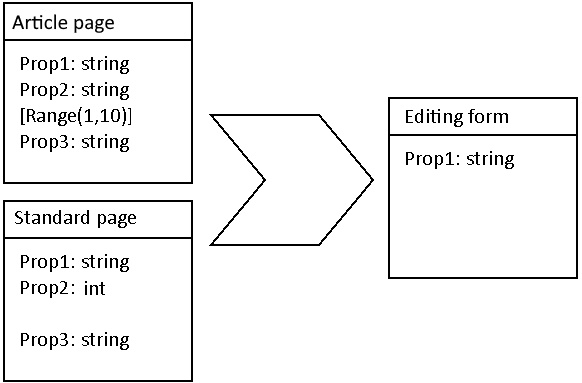 Article page
Prop1: string
Prop2: string
[Range(1,10)]
Prop3: string
Standard page
Prop1: string
Prop2: int
Prop3: string
Editing form
Prop1: string